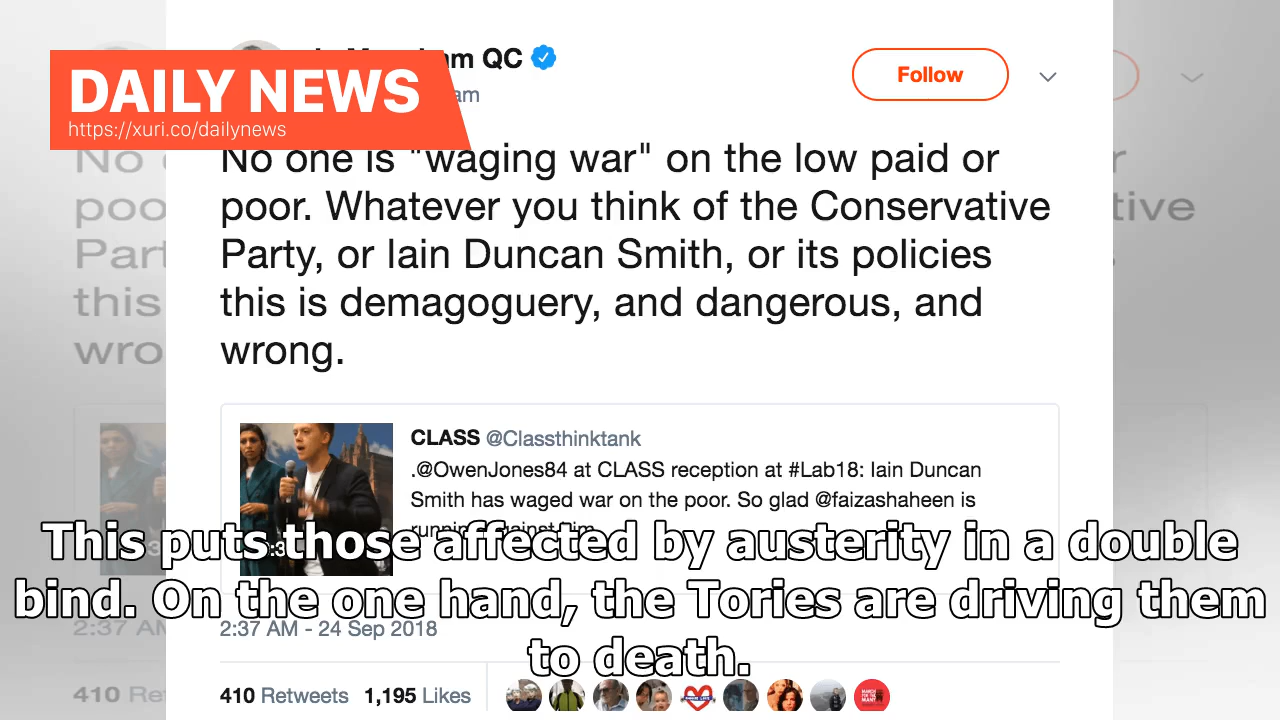 DAILY NEWS
https://xuri.co/dailynews
QC
Follow
No one is "waging war" on the low paid or
poor. Whatever you think of the Conservative
Party, or Iain Duncan Smith, or its policies
this is demagoguery, and dangerous, and
wrong.
CLASS @Classthinktank
.@OwenJones84 at CLASS reception at #Lab18: Iain Duncan
Smith has waged war on the poor. So glad @faizashaheen is
running against him
This puts those affected by austerity in a double
bind. On the one hand, the Tories are driving them
to death.
2:37 AM - 24 Sep 2018
410 Retweets 1,195 Likes